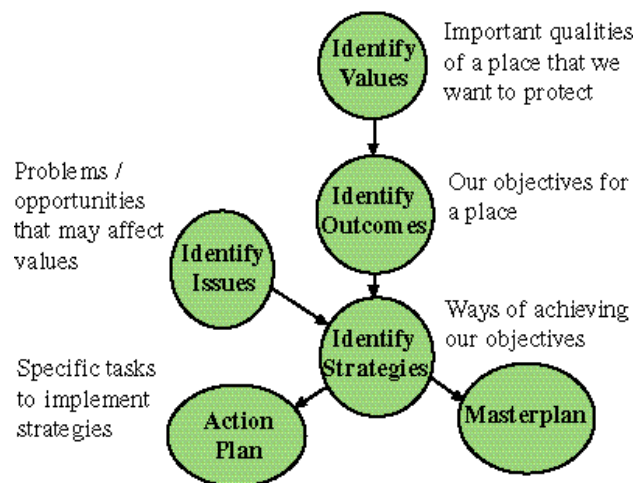 Identify
Values
Important qualities
of a place that we
want to protect
Identify
Outcomes
Our objectives for
a place
Problems /
opportunities
that may affect
values
Identify
Issues
Identify
Strategies
Ways of achieving
our objectives
Specific tasks
to implement
strategies
Action
Plan
Masterplan